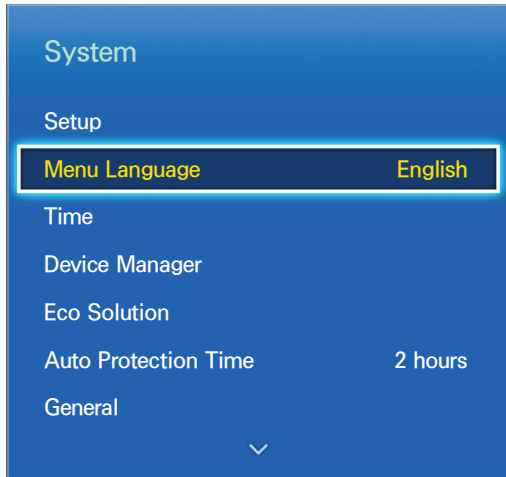 System
Setup
Menu Language English
Time
Device Manager
Eco Solution
Auto Protection Time 2 hours
General